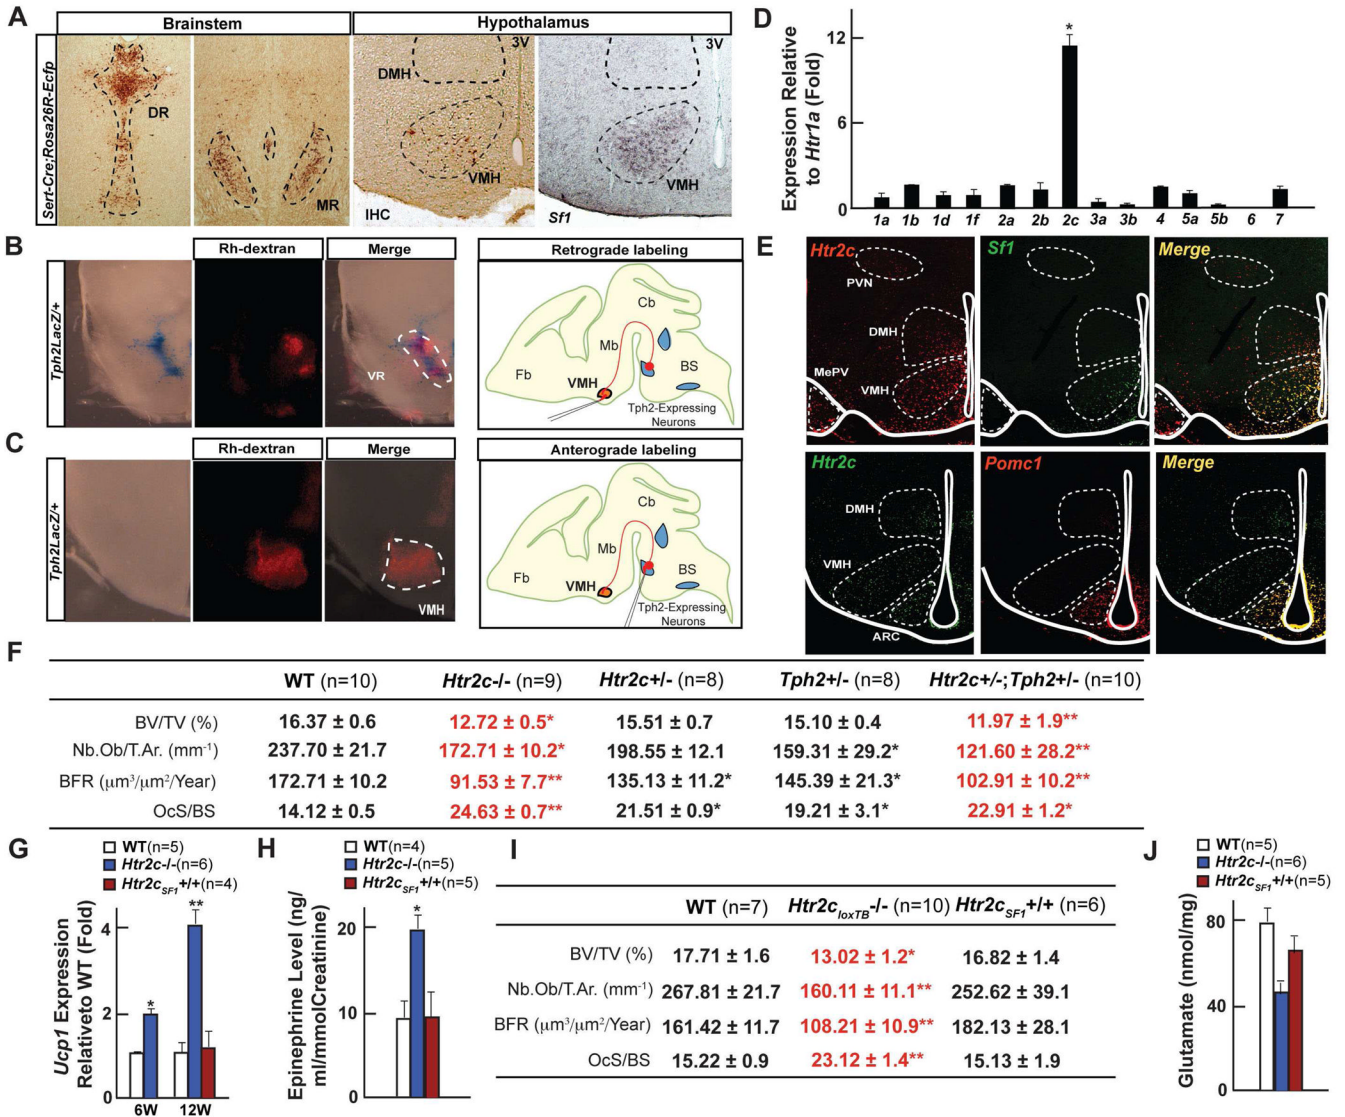 A
Brainstem
Hypothalamus
Sert-Cre;Rosa26R-Ecfp
DR
MR
3V
DMH
VMH
IHC
3V
VMH
Sf1
B
Rh-dextran
Merge
Tph2LacZ/+
VR
Retrograde labeling
Cb
Mb
Fb
VMH
BS
Tph2-Expressing
Neurons
C
Rh-dextran
Merge
Tph2LacZ/+
VMH
Anterograde labeling
Cb
Mb
Fb
VMH
BS
Tph2-Expressing
Neurons
D
Expression Relative
to Htr1a (Fold)
12
6
0
*
1a 1b 1d 1f 2a 2b 2c 3a 3b 4 5a 5b 6 7
E
Htr2c Sf1 Merge
PVN
DMH
MePV
VMH
Htr2c Pomc1 Merge
DMH
VMH
ARC
F
WT (n=10) Htr2c-/- (n=9) Htr2c+/- (n=8) Tph2+/- (n=8) Htr2c+/-;Tph2+/- (n=10)
BV/TV (%) 16.37 ± 0.6 12.72 ± 0.5* 15.51 ± 0.7 15.10 ± 0.4 11.97 ± 1.9**
Nb.Ob/T.Ar. (mm⁻¹) 237.70 ± 21.7 172.71 ± 10.2* 198.55 ± 12.1 159.31 ± 29.2* 121.60 ± 28.2**
BFR (μm³/μm²/Year) 172.71 ± 10.2 91.53 ± 7.7** 135.13 ± 11.2* 145.39 ± 21.3* 102.91 ± 10.2**
OcS/BS 14.12 ± 0.5 24.63 ± 0.7** 21.51 ± 0.9* 19.21 ± 3.1* 22.91 ± 1.2*
G
WT(n=5)
Htr2c-/-(n=6)
Htr2cSF1+/+(n=4)
Ucp1 Expression
Relativeto WT (Fold)
4
2
0
*
**
6W 12W
H
WT(n=4)
Htr2c-/-(n=5)
Htr2cSF1+/+(n=5)
Epinephrine Level (ng/
ml/mmolCreatinine)
20
10
0
*
I
WT (n=7) Htr2cloxTB-/- (n=10) Htr2cSF1+/+ (n=6)
BV/TV (%) 17.71 ± 1.6 13.02 ± 1.2* 16.82 ± 1.4
Nb.Ob/T.Ar. (mm⁻¹) 267.81 ± 21.7 160.11 ± 11.1** 252.62 ± 39.1
BFR (μm³/μm²/Year) 161.42 ± 11.7 108.21 ± 10.9** 182.13 ± 28.1
OcS/BS 15.22 ± 0.9 23.12 ± 1.4** 15.13 ± 1.9
J
WT(n=5)
Htr2c-/-(n=6)
Htr2cSF1+/+(n=5)
Glutamate (nmol/mg)
80
40
0